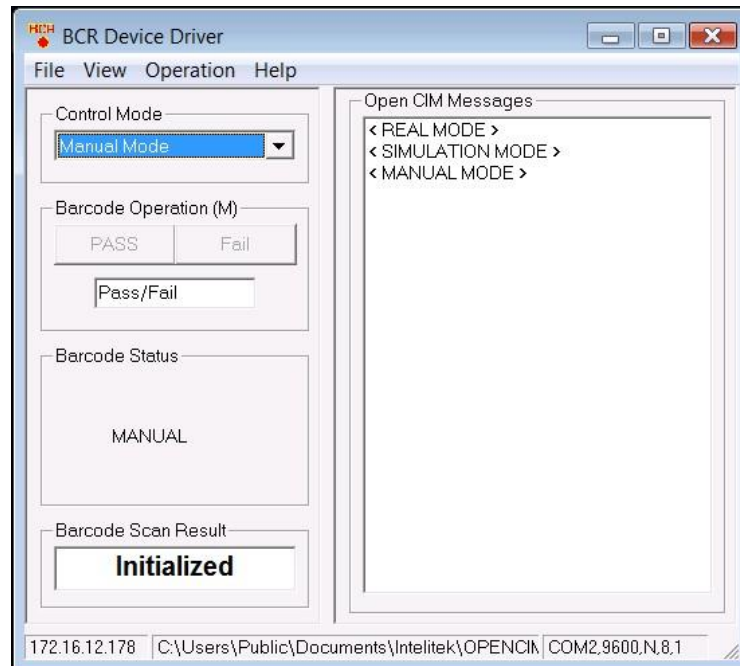 BCR Device Driver
File View Operation Help
Control Mode
Manual Mode
Barcode Operation (M)
PASS Fail
Pass/Fail
Barcode Status
MANUAL
Barcode Scan Result
Initialized
Open CIM Messages
< REAL MODE >
< SIMULATION MODE >
< MANUAL MODE >
172.16.12.178 C:\Users\Public\Documents\Intelitek\OPENCIM COM2,9600,N,8,1